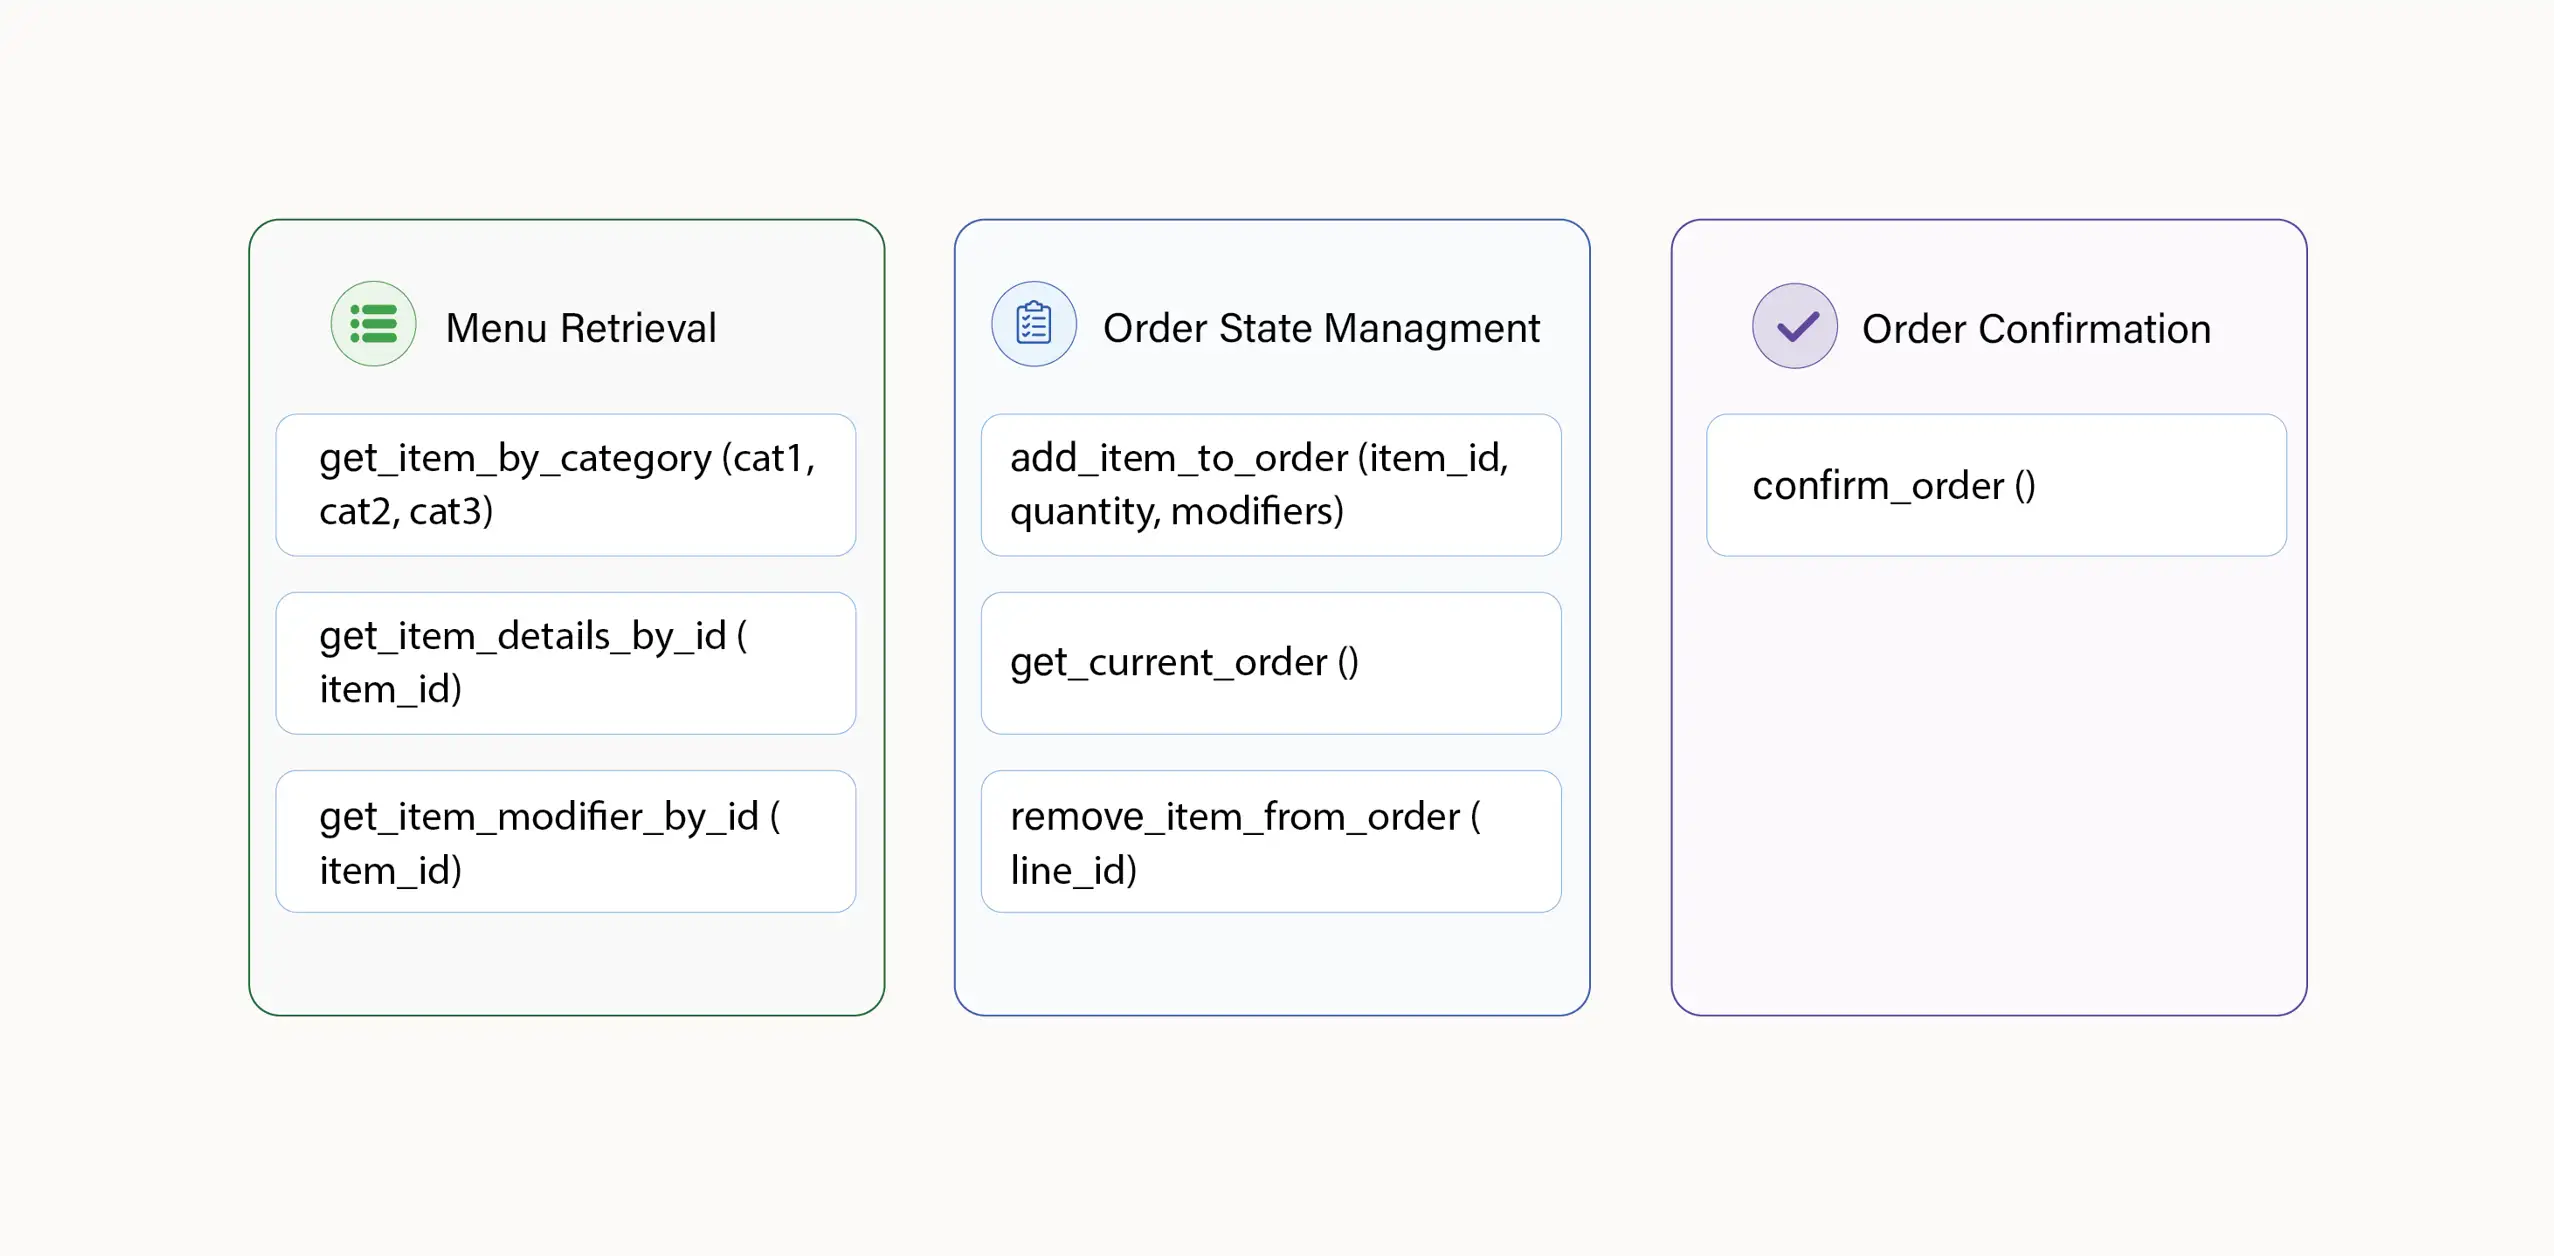 Menu Retrieval
get_item_by_category (cat1,
cat2, cat3)
get_item_details_by_id (
item_id)
get_item_modifier_by_id (
item_id)
Order State Managment
add_item_to_order (item_id,
quantity, modifiers)
get_current_order ()
remove_item_from_order (
line_id)
Order Confirmation
confirm_order ()